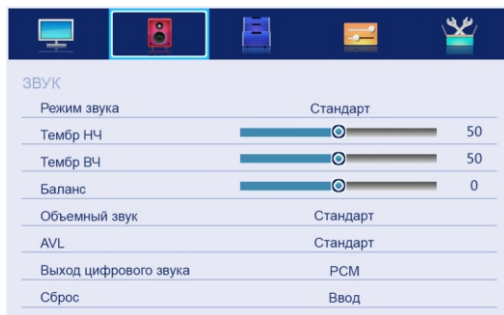 ЗВУК
Режим звука Стандарт
Тембр НЧ 50
Тембр ВЧ 50
Баланс 0
Объемный звук Стандарт
AVL Стандарт
Выход цифрового звука PCM
Сброс Ввод